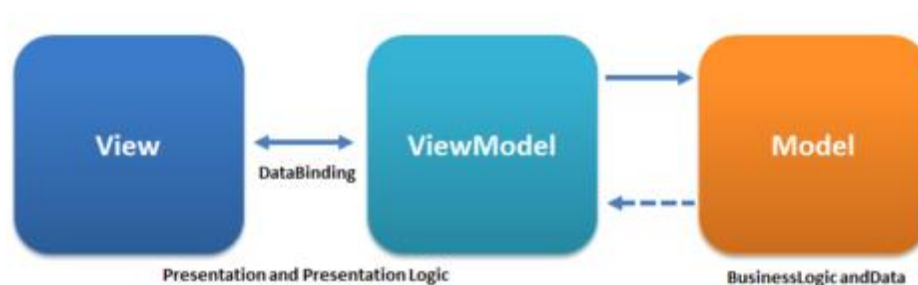 View
ViewModel
Model
DataBinding
Presentation and Presentation Logic
BusinessLogic andData